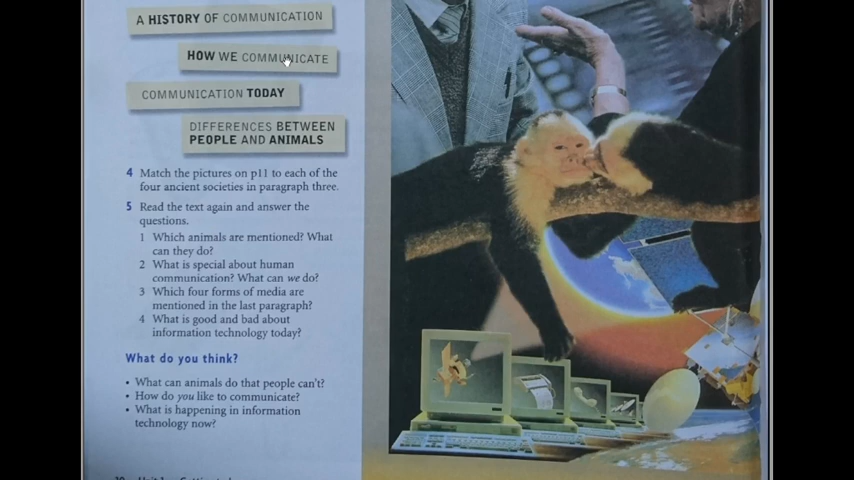 A HISTORY OF COMMUNICATION
HOW WE COMMUNICATE
COMMUNICATION TODAY
DIFFERENCES BETWEEN
PEOPLE AND ANIMALS
4 Match the pictures on p11 to each of the
four ancient societies in paragraph three.
5 Read the text again and answer the
questions.
1 Which animals are mentioned? What
can they do?
2 What is special about human
communication? What can we do?
3 Which four forms of media are
mentioned in the last paragraph?
4 What is good and bad about
information technology today?
What do you think?
• What can animals do that people can't?
• How do you like to communicate?
• What is happening in information
technology now?